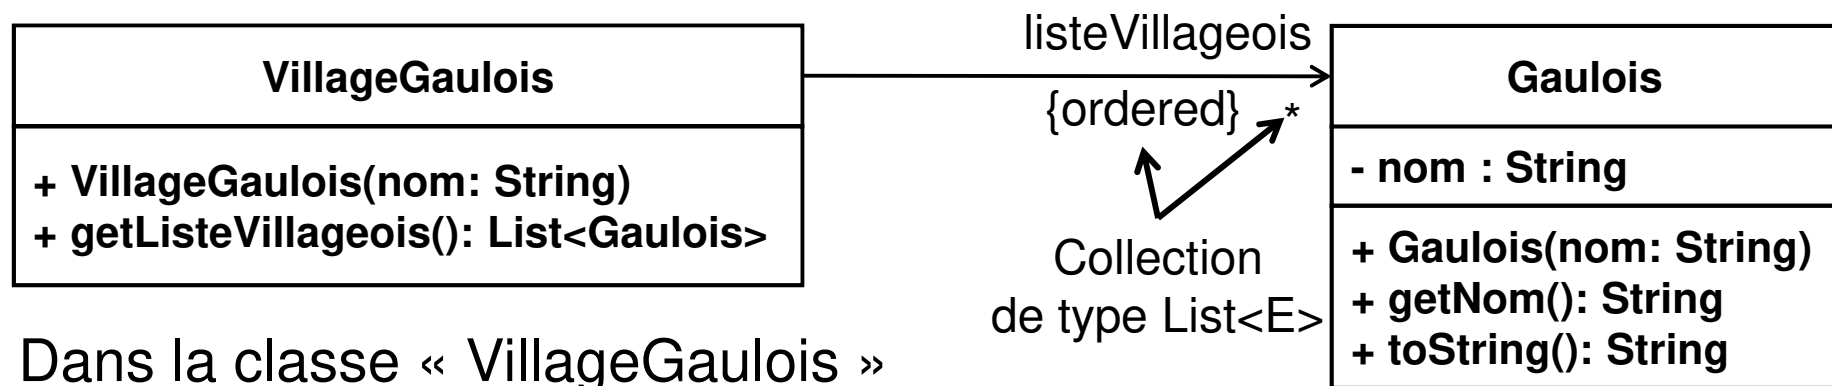 VillageGaulois
+ VillageGaulois(nom: String)
+ getListeVillageois(): List<Gaulois>
listeVillageois
{ordered} *
Collection
de type List<E>
Gaulois
- nom : String
+ Gaulois(nom: String)
+ getNom(): String
+ toString(): String
Dans la classe « VillageGaulois »